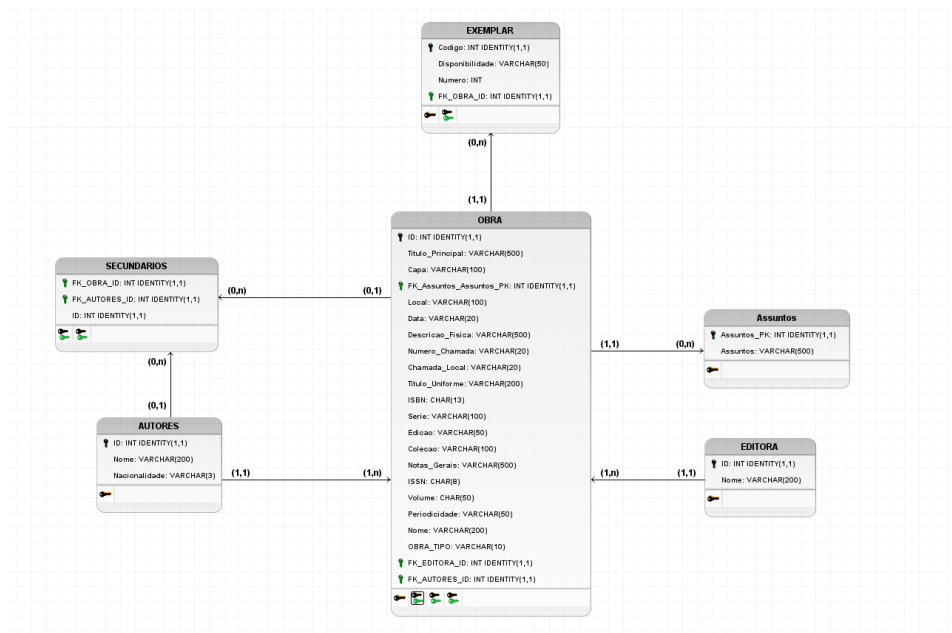 EXEMPLAR
Codigo: INT IDENTITY(1,1)
Disponibilidade: VARCHAR(50)
Numero: INT
FK_OBRA_ID: INT IDENTITY(1,1)
(0,n)
(1,1)
OBRA
ID: INT IDENTITY(1,1)
Titulo_Principal: VARCHAR(500)
Capa: VARCHAR(100)
FK_Assuntos_Assuntos_PK: INT IDENTITY(1,1)
Local: VARCHAR(100)
Data: VARCHAR(20)
Descricao_Fisica: VARCHAR(500)
Numero_Chamada: VARCHAR(20)
Chamada_Local: VARCHAR(20)
Titulo_Uniforme: VARCHAR(200)
ISBN: CHAR(13)
Serie: VARCHAR(100)
Edicao: VARCHAR(50)
Colecao: VARCHAR(100)
Notas_Gerais: VARCHAR(500)
ISSN: CHAR(8)
Volume: CHAR(50)
Periodicidade: VARCHAR(50)
Nome: VARCHAR(200)
OBRA_TIPO: VARCHAR(10)
FK_EDITORA_ID: INT IDENTITY(1,1)
FK_AUTORES_ID: INT IDENTITY(1,1)
SECUNDARIOS
FK_OBRA_ID: INT IDENTITY(1,1)
FK_AUTORES_ID: INT IDENTITY(1,1)
ID: INT IDENTITY(1,1)
(0,n)
(0,1)
(0,n)
(0,1)
AUTORES
ID: INT IDENTITY(1,1)
Nome: VARCHAR(200)
Nacionalidade: VARCHAR(3)
(1,1)
(1,n)
(1,1)
(0,n)
Assuntos
Assuntos_PK: INT IDENTITY(1,1)
Assuntos: VARCHAR(500)
(1,n)
(1,1)
EDITORA
ID: INT IDENTITY(1,1)
Nome: VARCHAR(200)